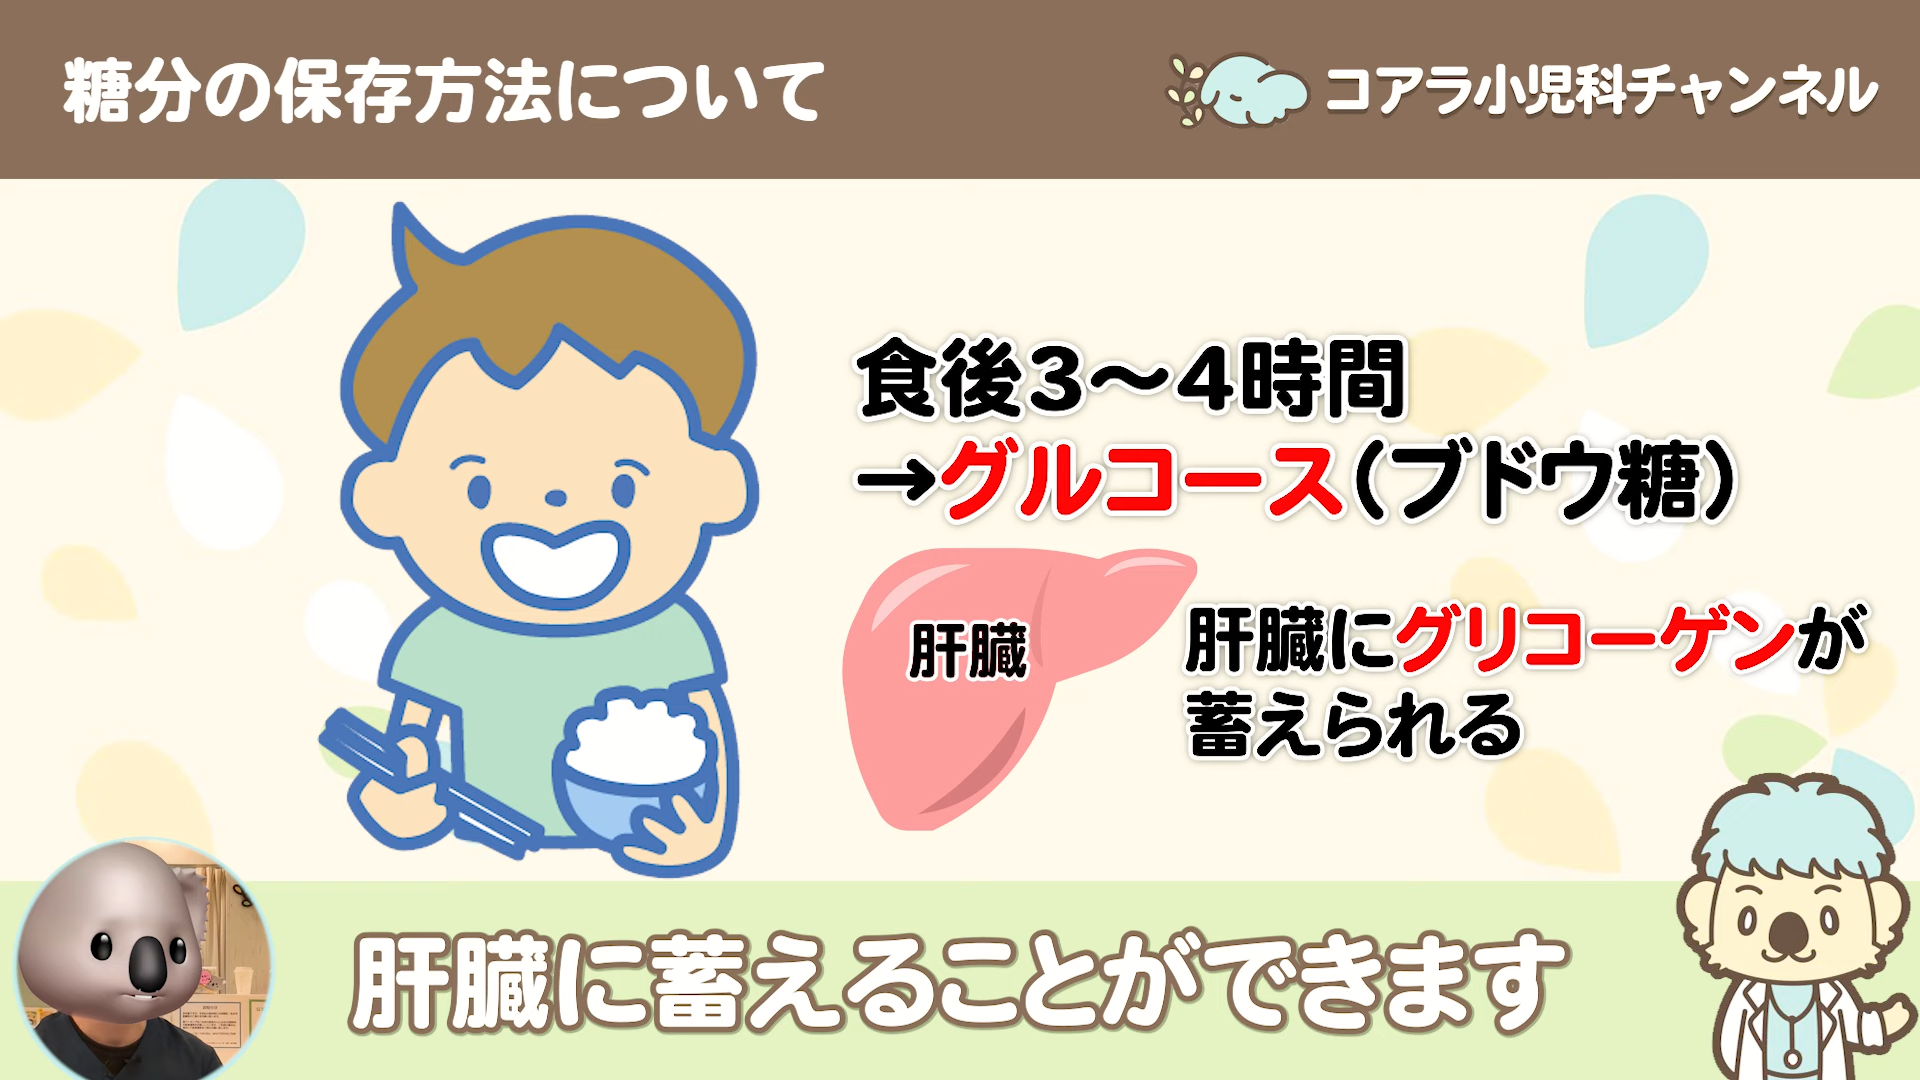 糖分の保存方法について
コアラ小児科チャンネル
食後3〜4時間
→グルコース(ブドウ糖)
肝臓
肝臓にグリコーゲンが
蓄えられる
肝臓に蓄えることができます